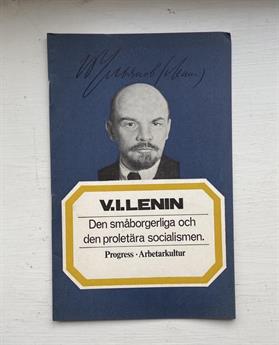 V.I.LENIN
Den småborgerliga och
den proletära socialismen.
Progress · Arbetarkultur